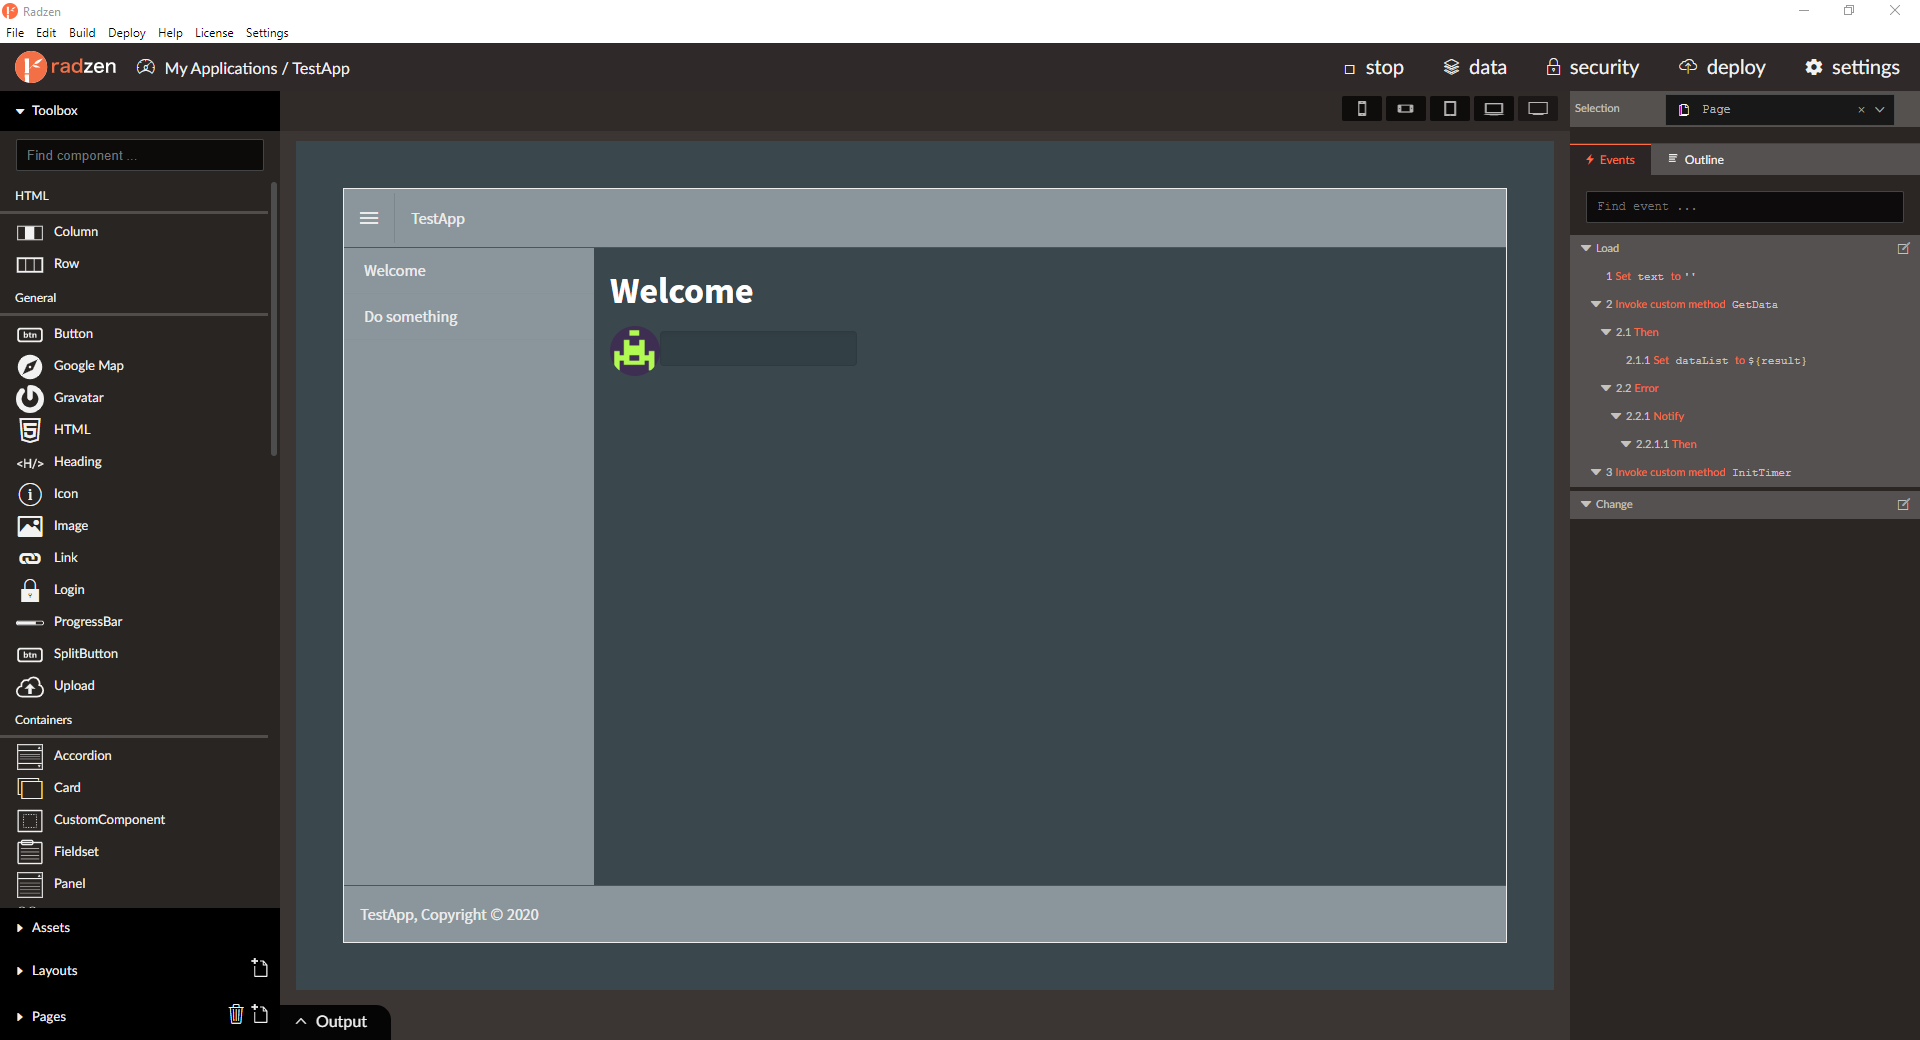 Radzen
File Edit Build Deploy Help License Settings
radzen My Applications / TestApp stop data security deploy settings
Toolbox
Find component ...
HTML
Column
Row
General
btn Button
Google Map
Gravatar
HTML
<H/> Heading
Icon
Image
Link
Login
ProgressBar
btn SplitButton
Upload
Containers
Accordion
Card
CustomComponent
Fieldset
Panel
Assets
Layouts
Pages
TestApp
Welcome
Do something
Welcome
TestApp, Copyright © 2020
Output
Selection Page
Events Outline
Find event ...
Load
1 Set text to ''
2 Invoke custom method GetData
2.1 Then
2.1.1 Set dataList to ${result}
2.2 Error
2.2.1 Notify
2.2.1.1 Then
3 Invoke custom method InitTimer
Change